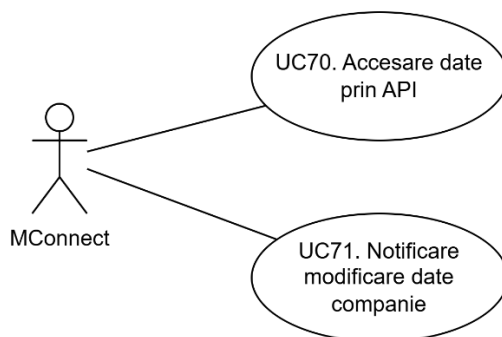 UC70. Accesare date
prin API
MConnect
UC71. Notificare
modificare date
companie